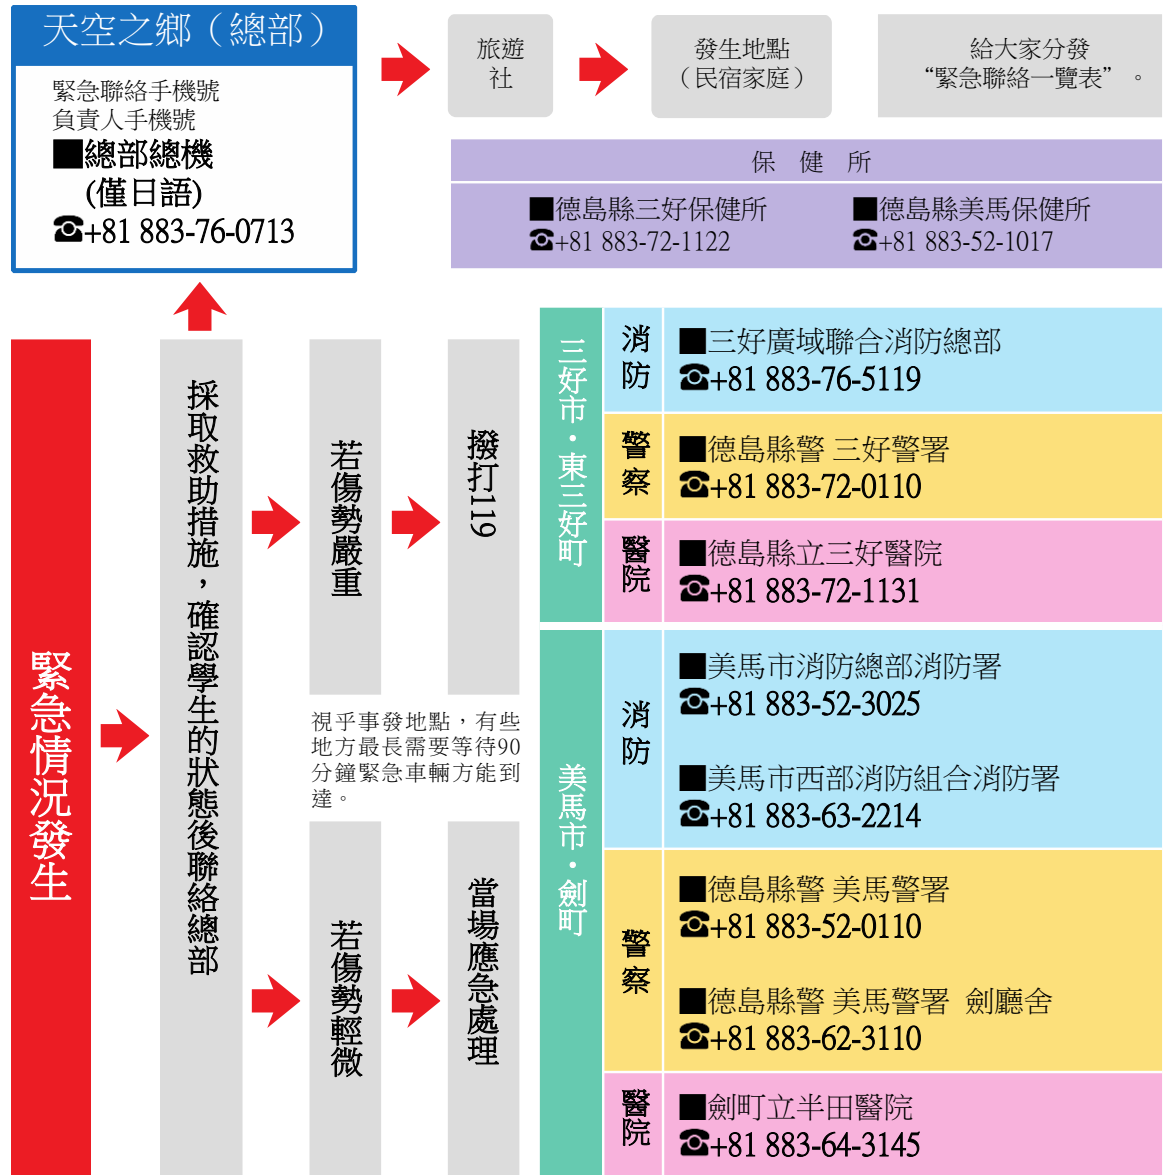 天空之鄉（總部）
緊急聯絡手機號
負責人手機號
■總部總機
(僅日語)
☎+81 883-76-0713
旅遊
社
發生地點
（民宿家庭）
給大家分發
“緊急聯絡一覽表”。
保 健 所
■德島縣三好保健所
☎+81 883-72-1122
■德島縣美馬保健所
☎+81 883-52-1017
緊急情況發生
採取救助措施，確認學生的狀態後聯絡總部
若傷勢嚴重
撥打119
視乎事發地點，有些
地方最長需要等待90
分鐘緊急車輛方能到
達。
若傷勢輕微
當場應急處理
三好市・東三好町
消防
■三好廣域聯合消防總部
☎+81 883-76-5119
警察
■德島縣警 三好警署
☎+81 883-72-0110
醫院
■德島縣立三好醫院
☎+81 883-72-1131
美馬市・劍町
消防
■美馬市消防總部消防署
☎+81 883-52-3025
■美馬市西部消防組合消防署
☎+81 883-63-2214
警察
■德島縣警 美馬警署
☎+81 883-52-0110
■德島縣警 美馬警署 劍廳舍
☎+81 883-62-3110
醫院
■劍町立半田醫院
☎+81 883-64-3145